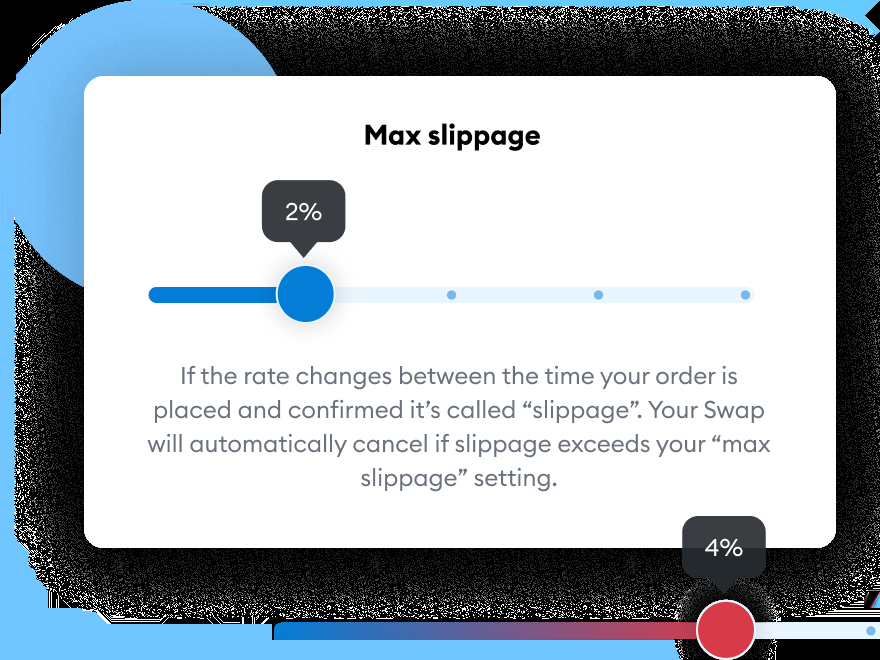 Max slippage
2%
If the rate changes between the time your order is
placed and confirmed it’s called “slippage”. Your Swap
will automatically cancel if slippage exceeds your “max
slippage” setting.
4%